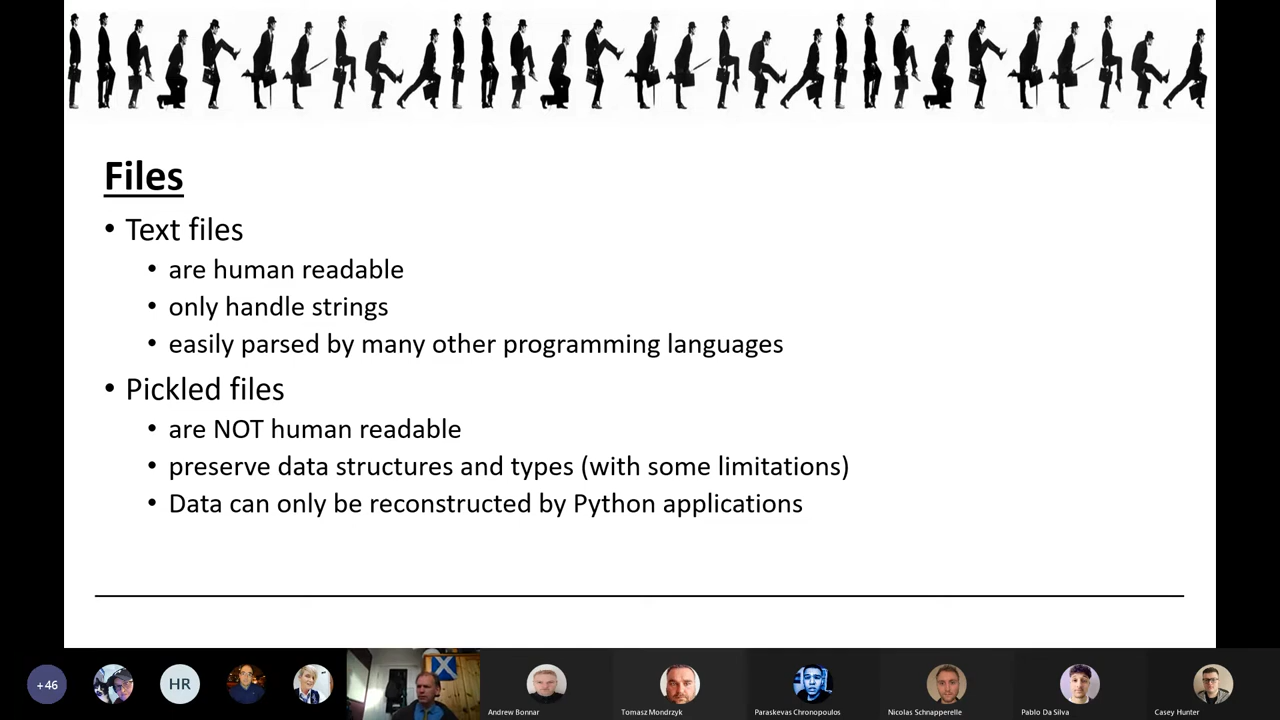 Files
• Text files
• are human readable
• only handle strings
• easily parsed by many other programming languages
• Pickled files
• are NOT human readable
• preserve data structures and types (with some limitations)
• Data can only be reconstructed by Python applications
+46
HR
Andrew Bonnar
Tomasz Mondrzyk
Paraskevas Chronopoulos
Nicolas Schnapperelle
Pablo Da Silva
Casey Hunter